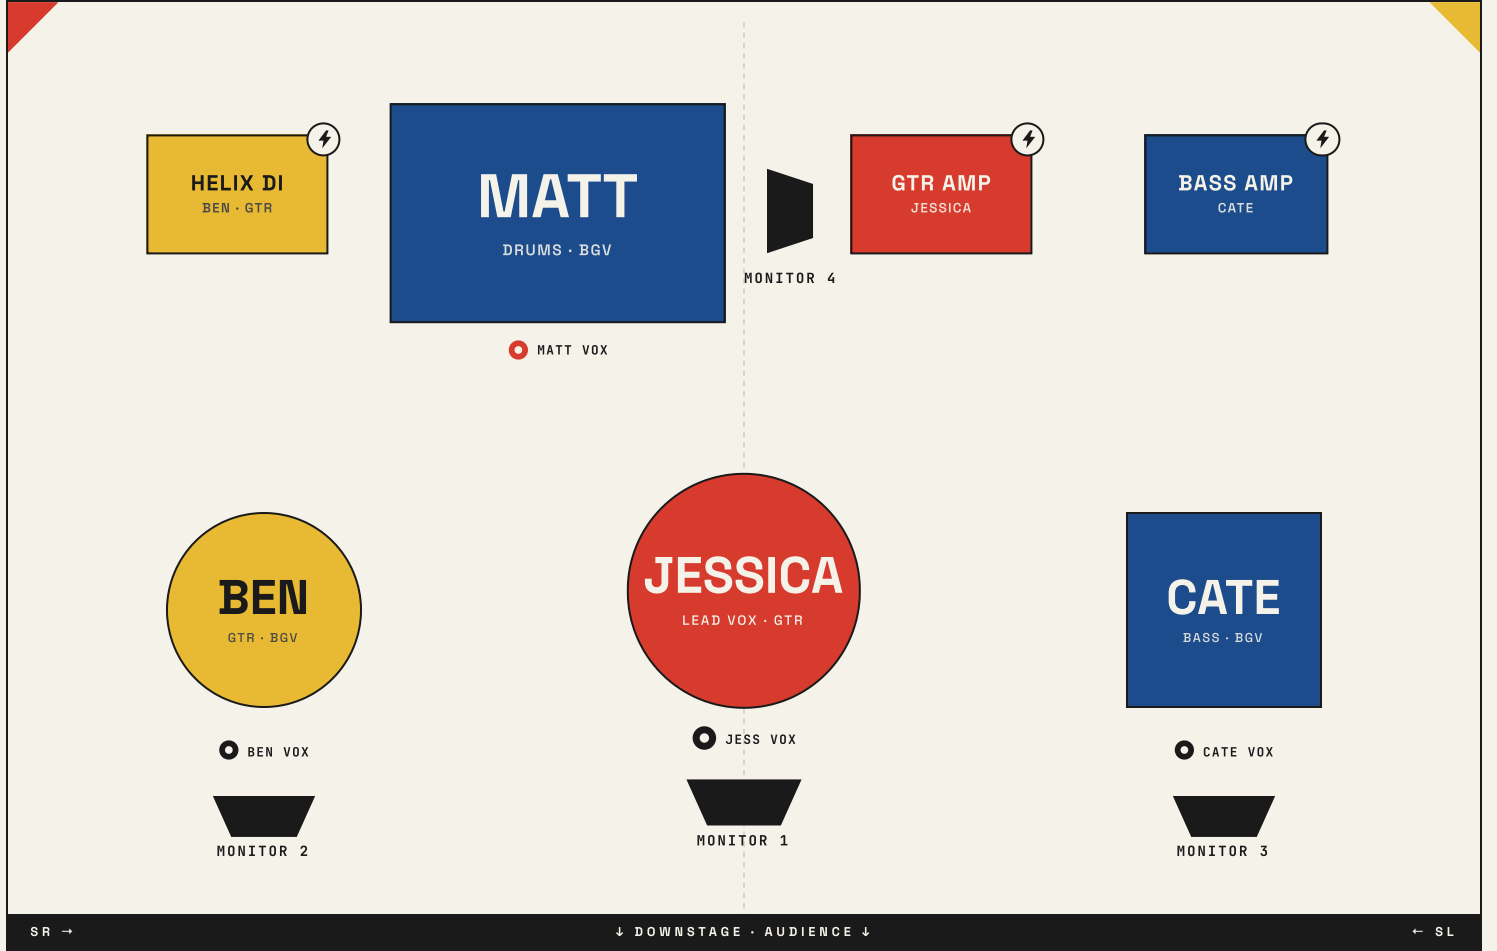 HELIX DI
BEN · GTR
MATT
DRUMS · BGV
MONITOR 4
GTR AMP
JESSICA
BASS AMP
CATE
MATT VOX
BEN
GTR · BGV
JESSICA
LEAD VOX · GTR
CATE
BASS · BGV
BEN VOX
JESS VOX
CATE VOX
MONITOR 2
MONITOR 1
MONITOR 3
SR →
↓ DOWNSTAGE · AUDIENCE ↓
← SL